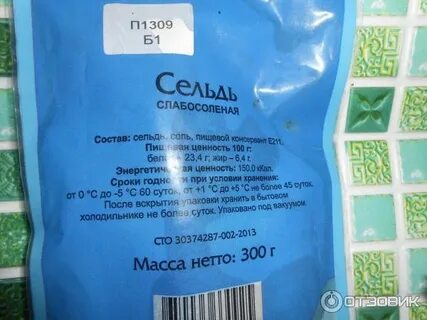 П1309
Б1
Сельдь
СЛАБОСОЛЕНАЯ
Состав: сельдь, соль, пищевой консервант Е211.
Пищевая ценность 100 г:
белок - 23,4 г; жир – 6,4 г.
Энергетическая ценность: 150,0 кКал.
Сроки годности при условии хранения:
от 0 °С до -5 °С 60 суток, от +1 °С до +5 °С не более 45 суток.
После вскрытия упаковки хранить в бытовом
холодильнике не более суток. Упаковано под вакуумом.
СТО 30374287-002-2013
Масса нетто: 300 г
ОТЗОВИК